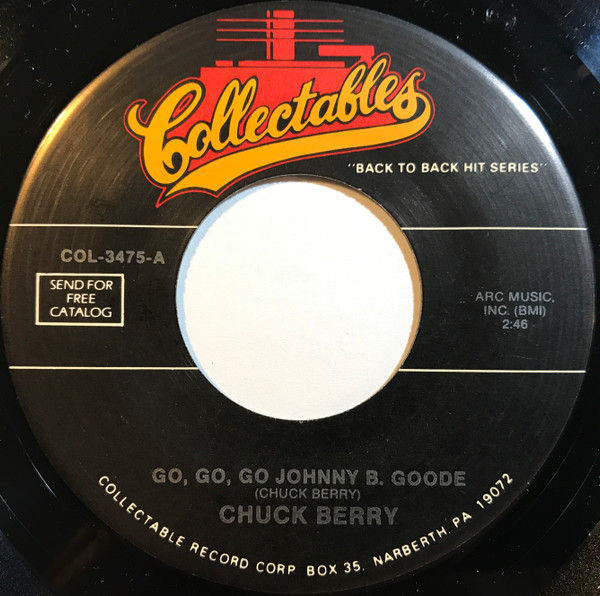 Collectables
"BACK TO BACK HIT SERIES"
COL-3475-A
SEND FOR
FREE
CATALOG
ARC MUSIC,
INC. (BMI)
2:46
GO, GO, GO JOHNNY B. GOODE
(CHUCK BERRY)
CHUCK BERRY
COLLECTABLE RECORD CORP BOX 35, NARBERTH, PA 19072